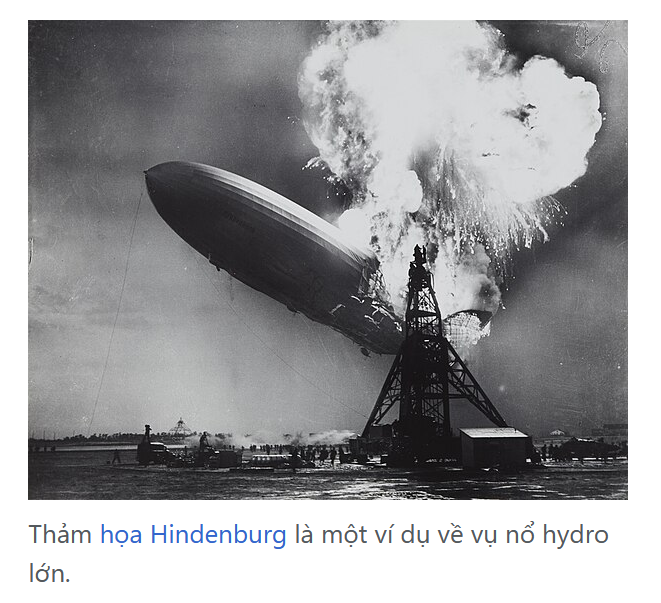 Thảm họa Hindenburg là một ví dụ về vụ nổ hydro
lớn.